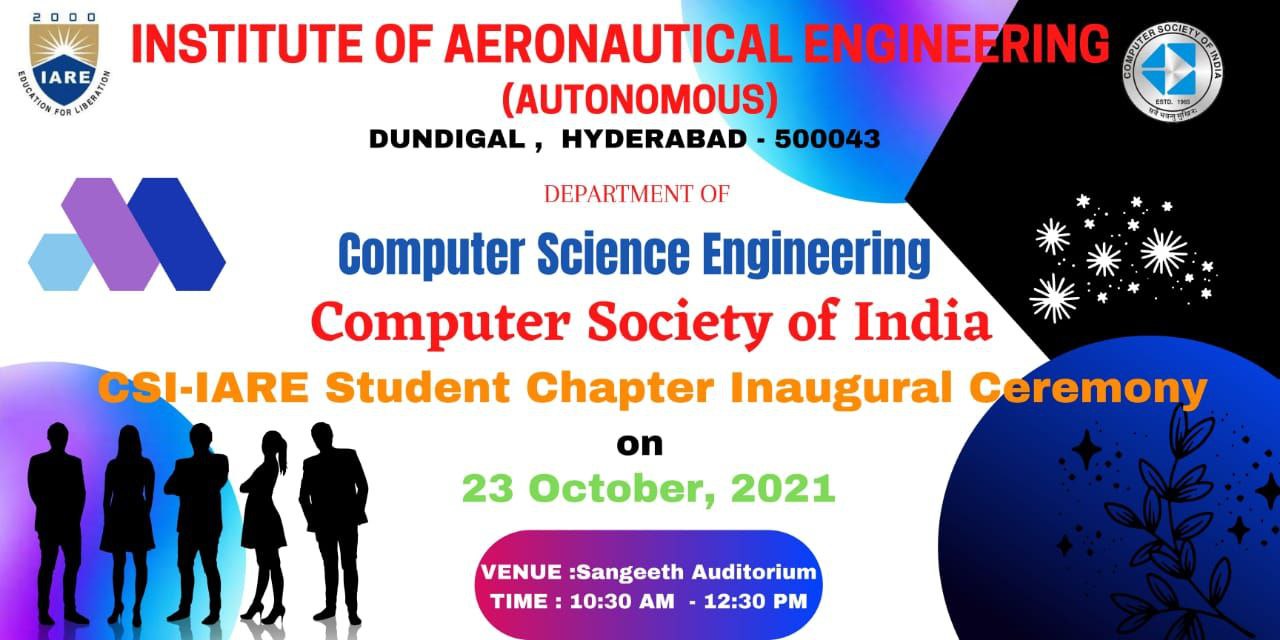 2000
IARE
EDUCATION FOR LIBERATION
INSTITUTE OF AERONAUTICAL ENGINEERING
(AUTONOMOUS)
DUNDIGAL , HYDERABAD - 500043
COMPUTER SOCIETY OF INDIA
ESTD. 1965
सर्वे भवन्तु सुखिनः
DEPARTMENT OF
Computer Science Engineering
Computer Society of India
CSI-IARE Student Chapter Inaugural Ceremony
on
23 October, 2021
VENUE :Sangeeth Auditorium
TIME : 10:30 AM - 12:30 PM